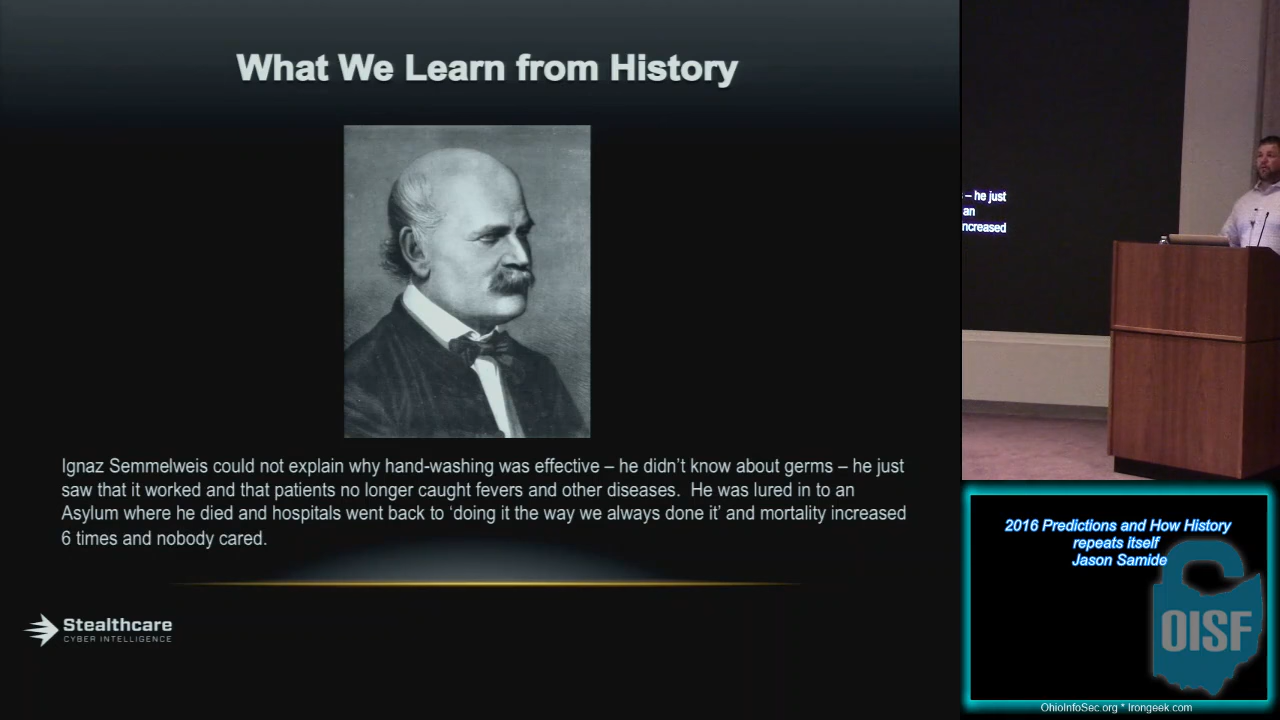 What We Learn from History
Ignaz Semmelweis could not explain why hand-washing was effective – he didn't know about germs – he just
saw that it worked and that patients no longer caught fevers and other diseases.  He was lured in to an
Asylum where he died and hospitals went back to 'doing it the way we always done it' and mortality increased
6 times and nobody cared.
Stealthcare
CYBER INTELLIGENCE
– he just
an
ncreased
2016 Predictions and How History
repeats itself
Jason Samide
OISF
OhioInfoSec.org * Irongeek.com